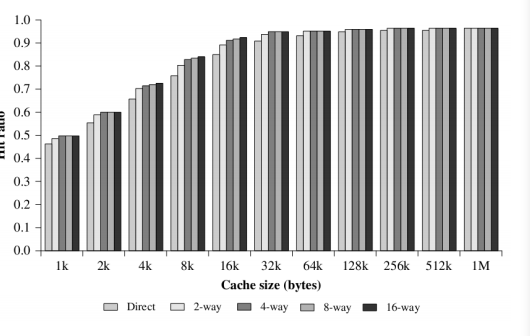 1.0
0.9
0.8
0.7
0.6
0.5
0.4
0.3
0.2
0.1
0.0
Hit ratio
1k 2k 4k 8k 16k 32k 64k 128k 256k 512k 1M
Cache size (bytes)
Direct 2-way 4-way 8-way 16-way